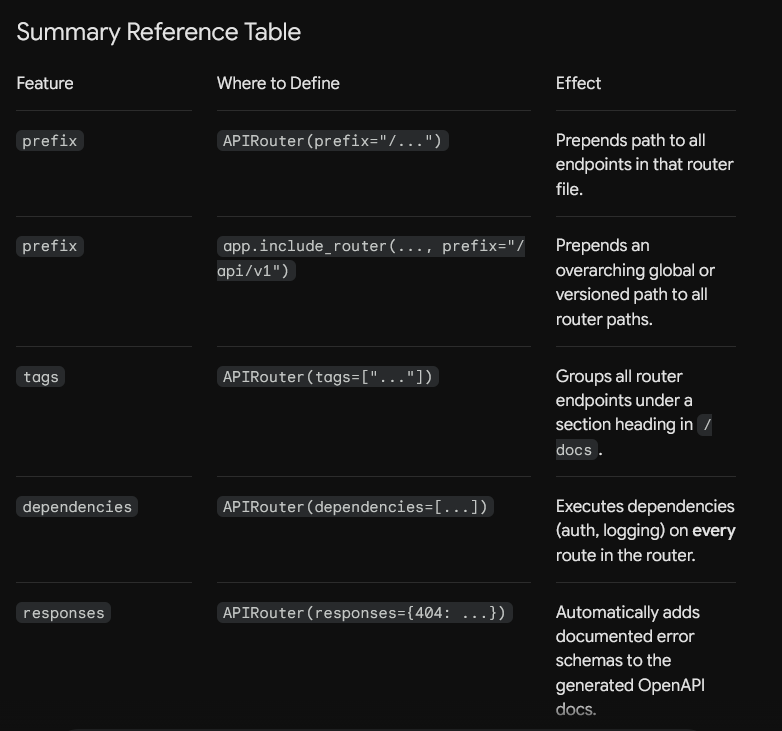 Summary Reference Table
Feature
Where to Define
Effect
prefix
APIRouter(prefix="/...")
Prepends path to all
endpoints in that router
file.
prefix
app.include_router(..., prefix="/
api/v1")
Prepends an
overarching global or
versioned path to all
router paths.
tags
APIRouter(tags=["..."])
Groups all router
endpoints under a
section heading in /
docs.
dependencies
APIRouter(dependencies=[...])
Executes dependencies
(auth, logging) on every
route in the router.
responses
APIRouter(responses={404: ...})
Automatically adds
documented error
schemas to the
generated OpenAPI
docs.